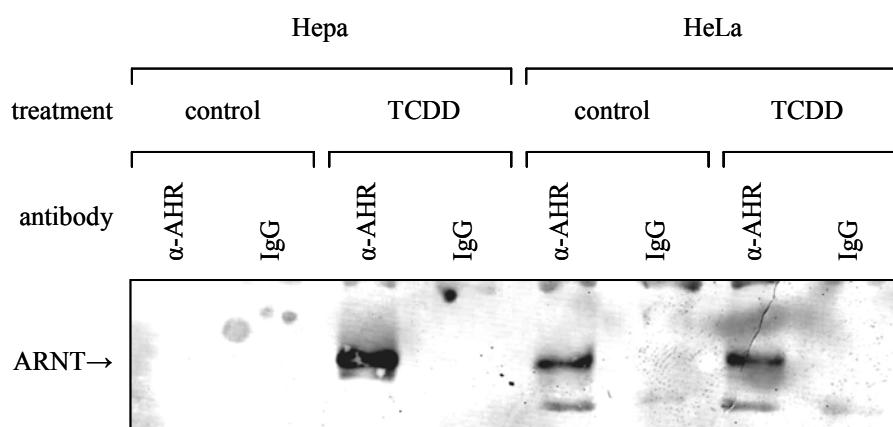 Hepa HeLa
treatment control TCDD control TCDD
antibody α-AHR IgG α-AHR IgG α-AHR IgG α-AHR IgG
ARNT→